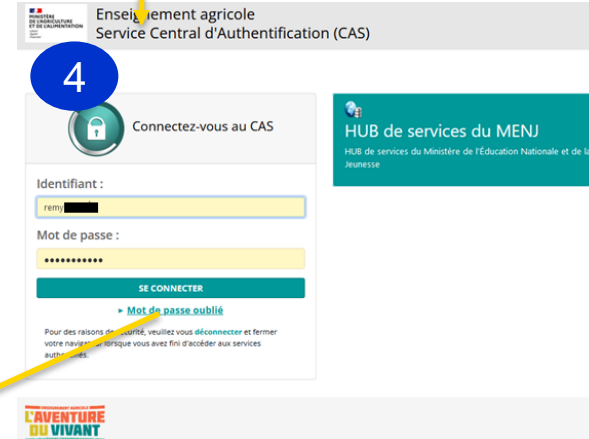 MINISTÈRE
DE L'AGRICULTURE
ET DE L'ALIMENTATION
Enseignement agricole
Service Central d'Authentification (CAS)
4
Connectez-vous au CAS
Identifiant :
remy
Mot de passe :
SE CONNECTER
▸ Mot de passe oublié
Pour des raisons de sécurité, veuillez vous déconnecter et fermer
votre navigateur lorsque vous avez fini d'accéder aux services
authentifiés.
HUB de services du MENJ
HUB de services du Ministère de l'Éducation Nationale et de la
Jeunesse
L'AVENTURE
DU VIVANT